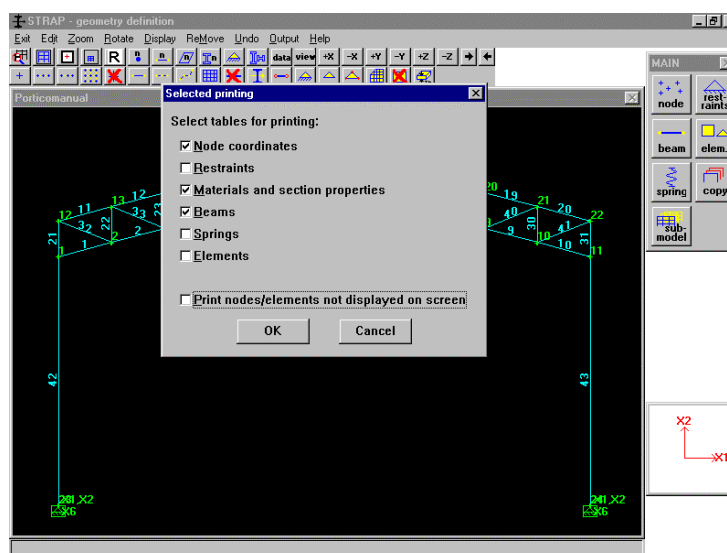 STRAP - geometry definition
Exit Edit Zoom Rotate Display ReMove Undo Output Help
R n n n data view +X -X +Y -Y +Z -Z
Porticomanual
Selected printing
Select tables for printing:
Node coordinates
Restraints
Materials and section properties
Beams
Springs
Elements
Print nodes/elements not displayed on screen
OK Cancel
MAIN
node rest-raints
beam elem.
spring copy
sub-model
12 11 13 12
21 32 22 33 23
1 1 2 2
20 19 21 20 22
40 30 41 31
9 10 10 11
42 43
X2
X1
,X2
X6
24 ,X2
X6